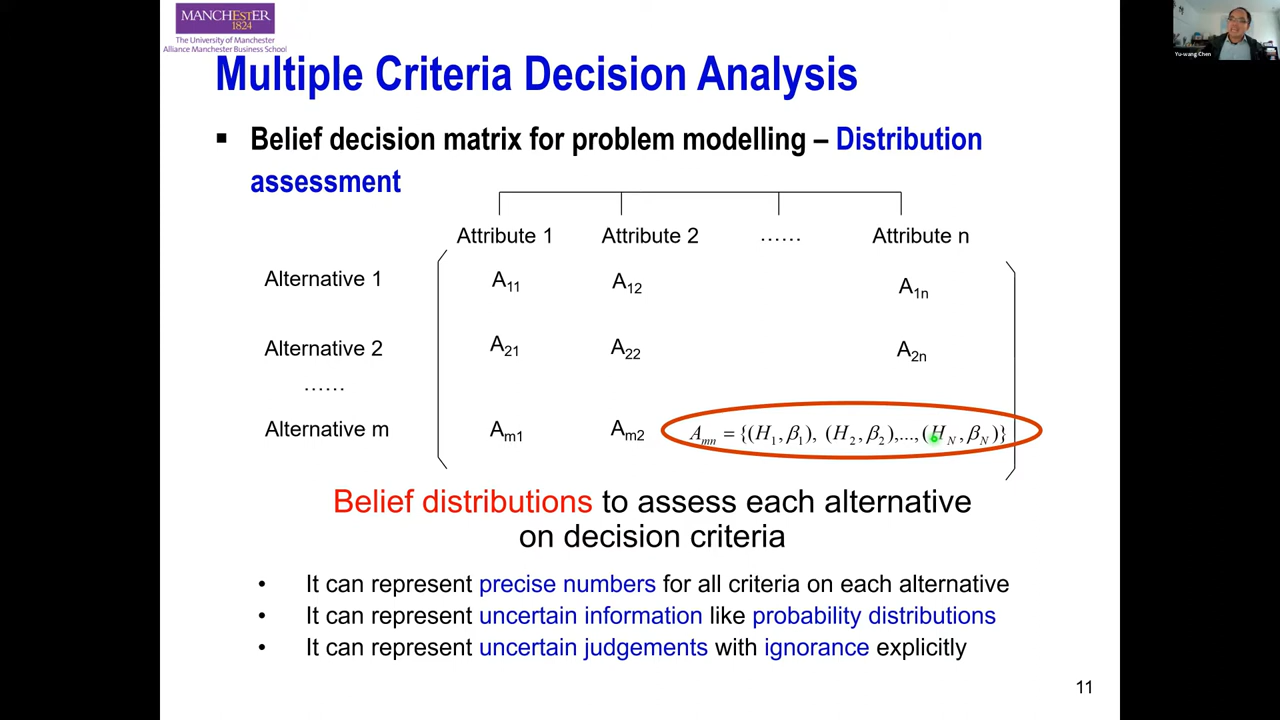 MANCHESTER
1824
The University of Manchester
Alliance Manchester Business School
Yu-wang Chen
Multiple Criteria Decision Analysis
▪ Belief decision matrix for problem modelling – Distribution
assessment
Attribute 1 Attribute 2 …… Attribute n
Alternative 1 A11 A12 A1n
Alternative 2 A21 A22 A2n
……
Alternative m Am1 Am2 Amn = {(H1, β1), (H2, β2),...,(HN, βN)}
Belief distributions to assess each alternative
on decision criteria
• It can represent precise numbers for all criteria on each alternative
• It can represent uncertain information like probability distributions
• It can represent uncertain judgements with ignorance explicitly
11